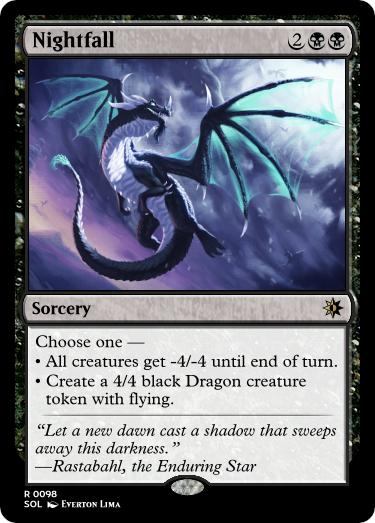 Nightfall 2
Sorcery
Choose one —
• All creatures get -4/-4 until end of turn.
• Create a 4/4 black Dragon creature
token with flying.
“Let a new dawn cast a shadow that sweeps
away this darkness.”
—Rastabahl, the Enduring Star
R 0098
SOL Everton Lima